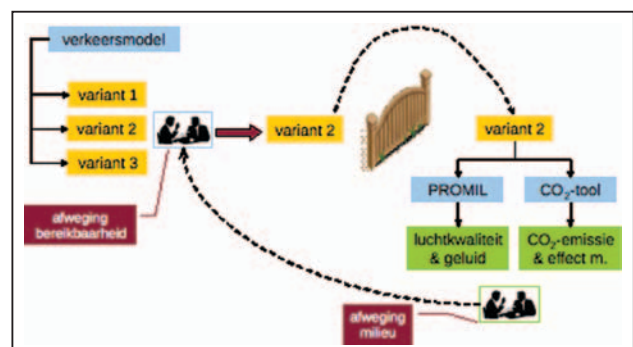 verkeersmodel
variant 1
variant 2
variant 3
afweging
bereikbaarheid
variant 2
variant 2
PROMIL
CO₂-tool
luchtkwaliteit
& geluid
CO₂-emissie
& effect m.
afweging
milieu